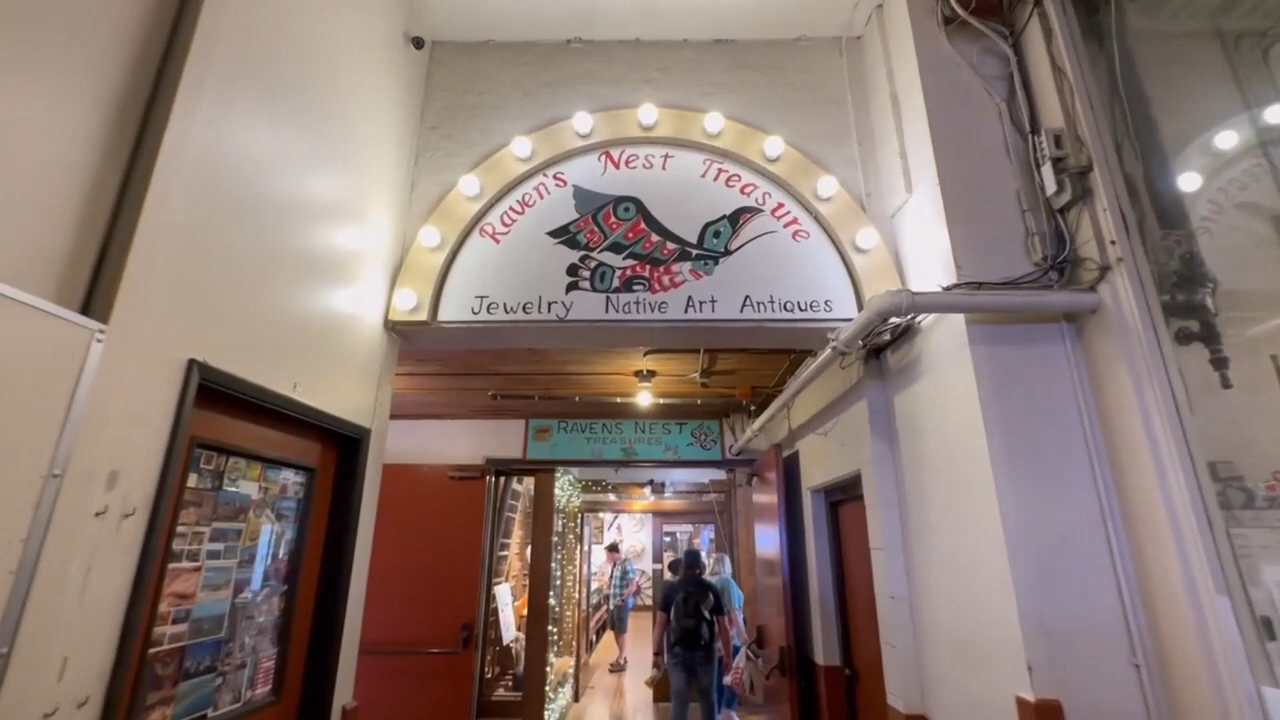 Raven's Nest Treasure
Jewelry Native Art Antiques
RAVENS NEST
TREASURES